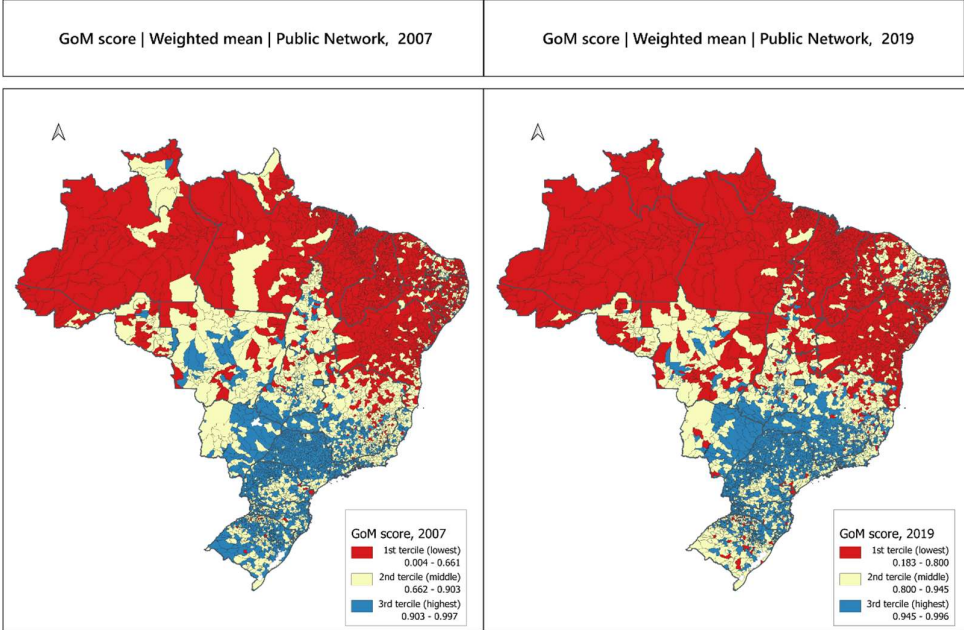 GoM score | Weighted mean | Public Network, 2007
GoM score | Weighted mean | Public Network, 2019
GoM score, 2007
1st tercile (lowest)
0.004 - 0.661
2nd tercile (middle)
0.662 - 0.903
3rd tercile (highest)
0.903 - 0.997
GoM score, 2019
1st tercile (lowest)
0.183 - 0.800
2nd tercile (middle)
0.800 - 0.945
3rd tercile (highest)
0.945 - 0.996